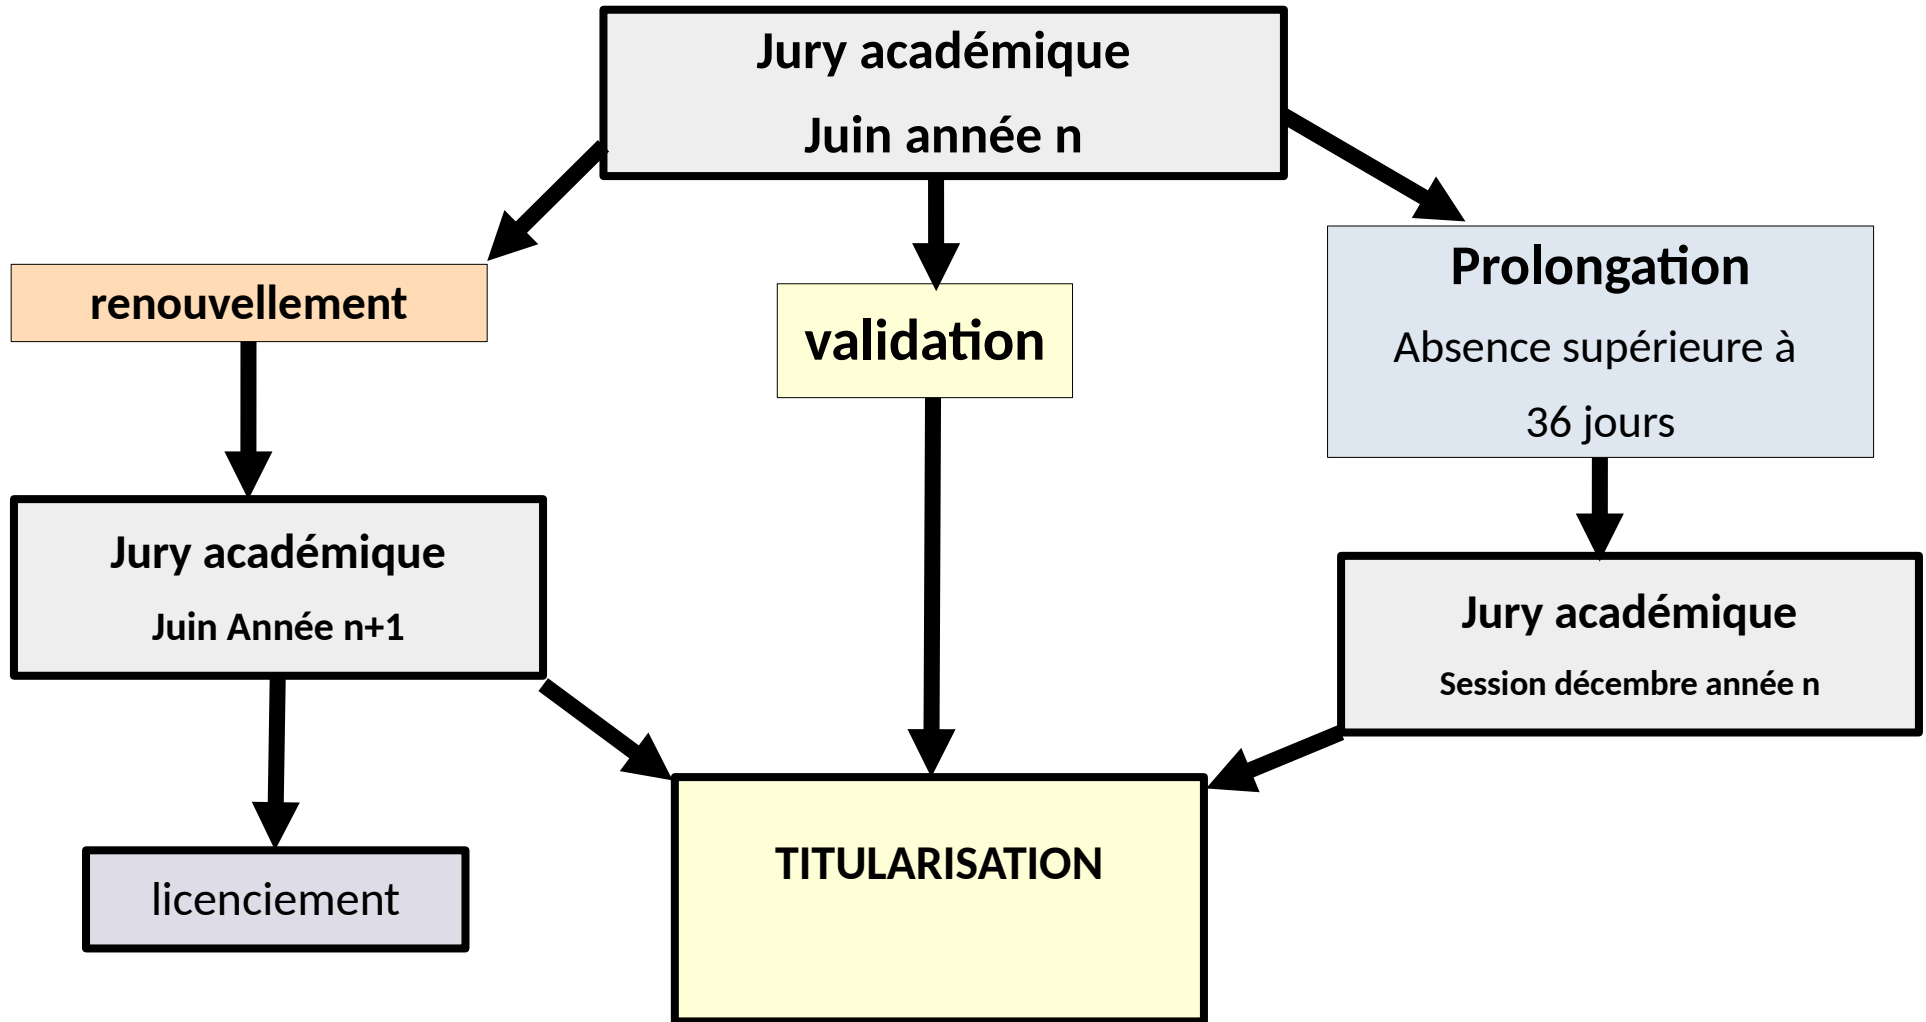 Jury académique
Juin année n
renouvellement
validation
Prolongation
Absence supérieure à
36 jours
Jury académique
Juin Année n+1
Jury académique
Session décembre année n
licenciement
TITULARISATION